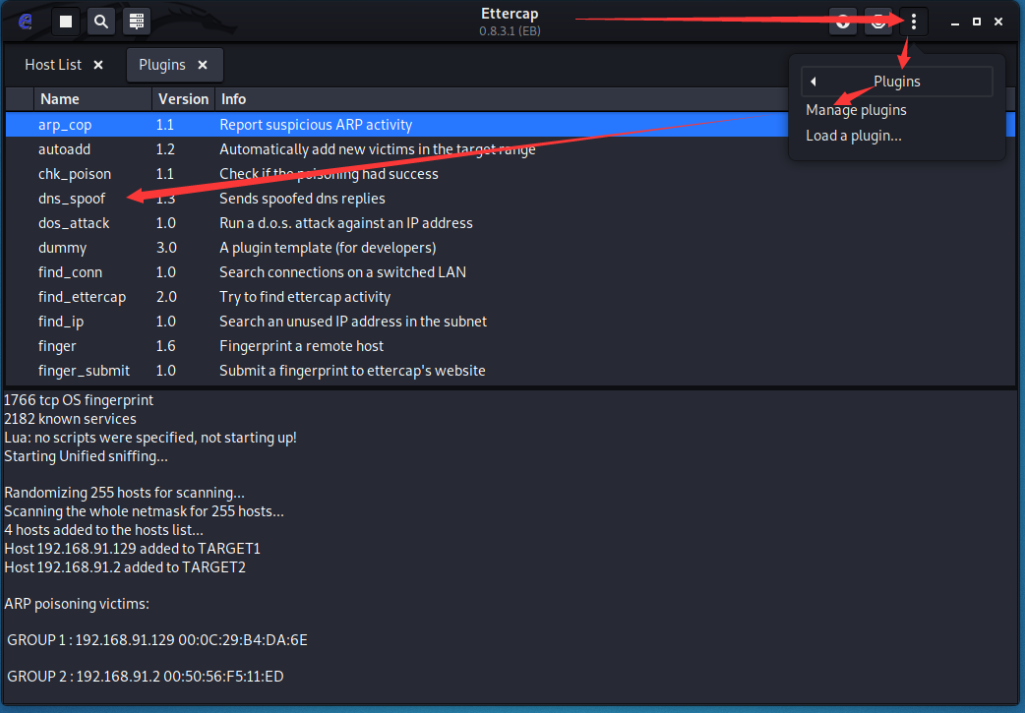 Ettercap
0.8.3.1 (EB)
Host List ×
Plugins ×
Plugins
Manage plugins
Load a plugin...
Name Version Info
arp_cop 1.1 Report suspicious ARP activity
autoadd 1.2 Automatically add new victims in the target range
chk_poison 1.1 Check if the poisoning had success
dns_spoof 1.3 Sends spoofed dns replies
dos_attack 1.0 Run a d.o.s. attack against an IP address
dummy 3.0 A plugin template (for developers)
find_conn 1.0 Search connections on a switched LAN
find_ettercap 2.0 Try to find ettercap activity
find_ip 1.0 Search an unused IP address in the subnet
finger 1.6 Fingerprint a remote host
finger_submit 1.0 Submit a fingerprint to ettercap's website
1766 tcp OS fingerprint
2182 known services
Lua: no scripts were specified, not starting up!
Starting Unified sniffing...
Randomizing 255 hosts for scanning...
Scanning the whole netmask for 255 hosts...
4 hosts added to the hosts list...
Host 192.168.91.129 added to TARGET1
Host 192.168.91.2 added to TARGET2
ARP poisoning victims:
GROUP 1 : 192.168.91.129 00:0C:29:B4:DA:6E
GROUP 2 : 192.168.91.2 00:50:56:F5:11:ED